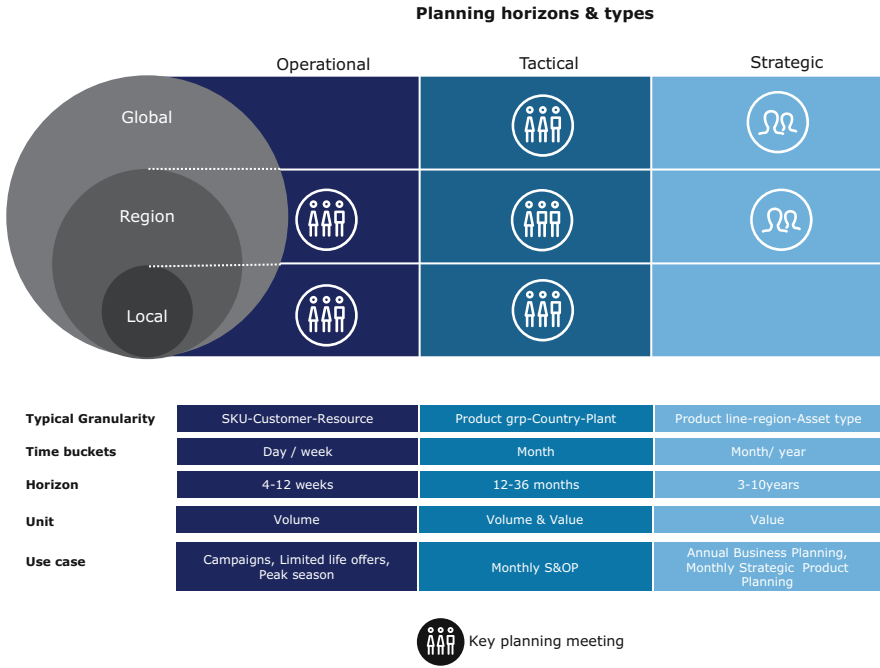 Planning horizons & types
Operational
Tactical
Strategic
Global
Region
Local
Typical Granularity
SKU-Customer-Resource
Product grp-Country-Plant
Product line-region-Asset type
Time buckets
Day / week
Month
Month/ year
Horizon
4-12 weeks
12-36 months
3-10years
Unit
Volume
Volume & Value
Value
Use case
Campaigns, Limited life offers,
Peak season
Monthly S&OP
Annual Business Planning,
Monthly Strategic Product
Planning
Key planning meeting